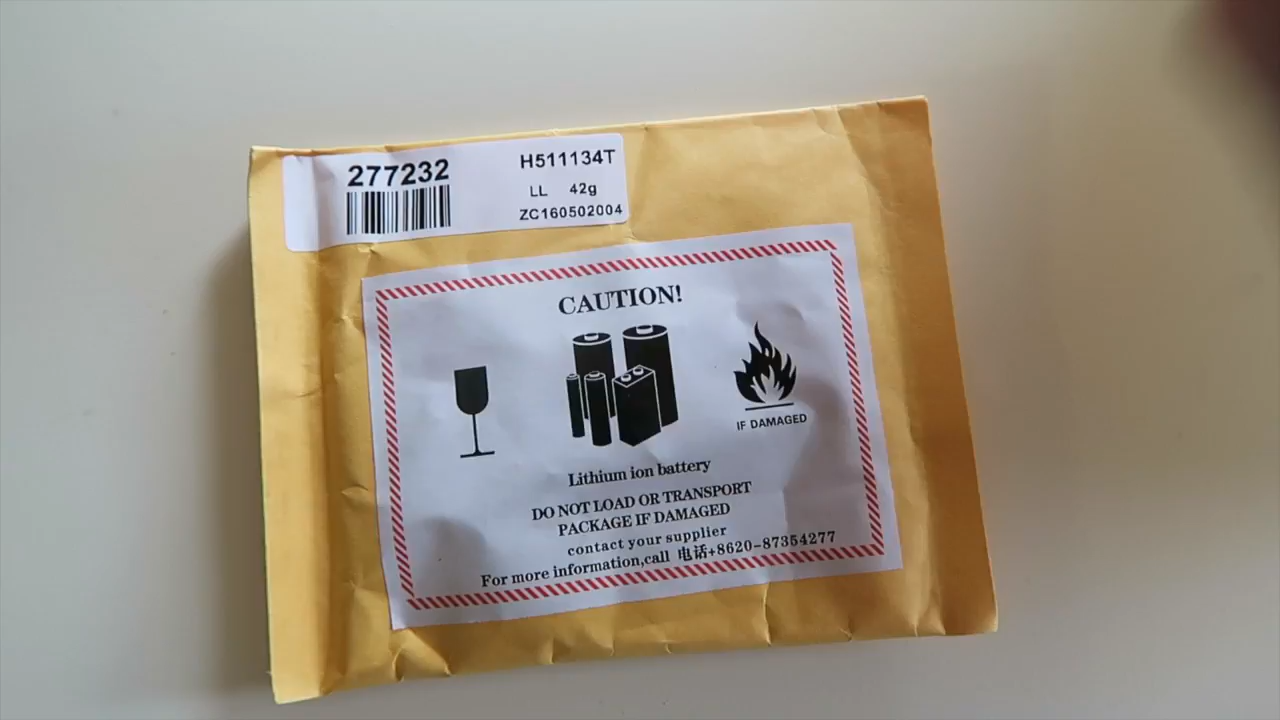 277232
H511134T
LL 42g
ZC160502004
CAUTION!
IF DAMAGED
Lithium ion battery
DO NOT LOAD OR TRANSPORT
PACKAGE IF DAMAGED
contact your supplier
For more information,call 电话+8620-87354277